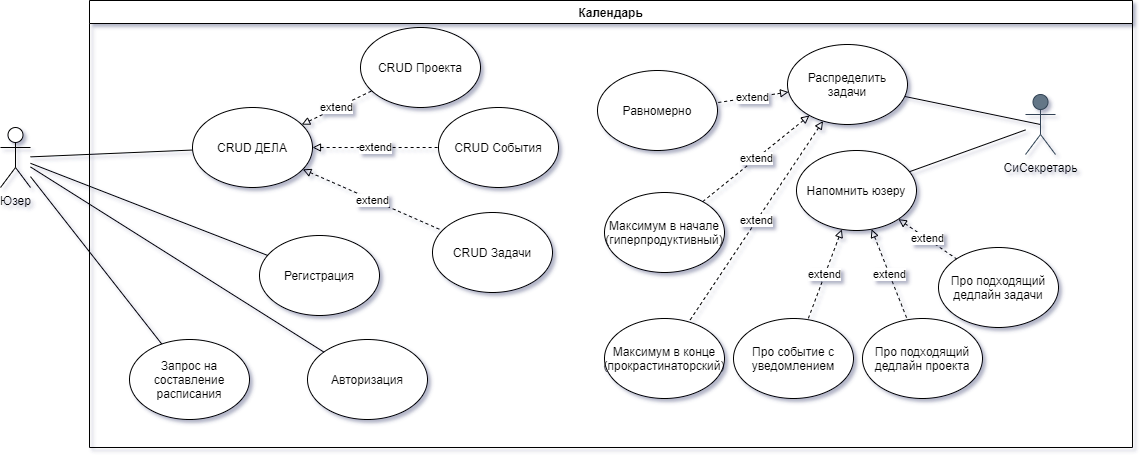 Календарь
CRUD Проекта
extend
CRUD ДЕЛА
extend
CRUD События
extend
CRUD Задачи
Юзер
Регистрация
Запрос на
составление
расписания
Авторизация
Распределить
задачи
extend
Равномерно
extend
Максимум в начале
(гиперпродуктивный)
extend
Максимум в конце
(прокрастинаторский)
СиСекретарь
Напомнить юзеру
extend
Про событие с
уведомлением
extend
Про подходящий
дедлайн проекта
extend
Про подходящий
дедлайн задачи